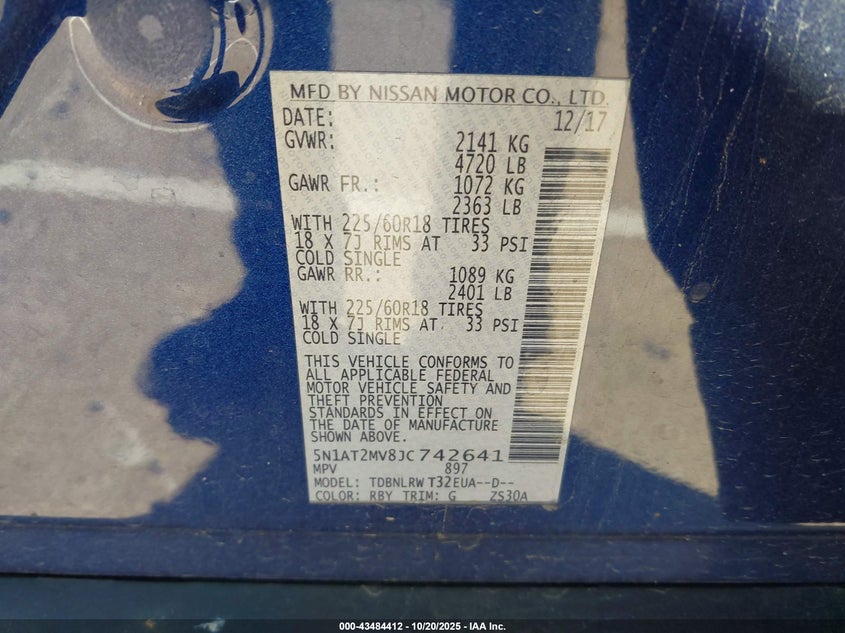 MFD BY NISSAN MOTOR CO., LTD.
DATE: 12/17
GVWR: 2141 KG
4720 LB
GAWR FR.: 1072 KG
2363 LB
WITH 225/60R18 TIRES
18 X 7J RIMS AT 33 PSI
COLD SINGLE
GAWR RR.: 1089 KG
2401 LB
WITH 225/60R18 TIRES
18 X 7J RIMS AT 33 PSI
COLD SINGLE
THIS VEHICLE CONFORMS TO
ALL APPLICABLE FEDERAL
MOTOR VEHICLE SAFETY AND
THEFT PREVENTION
STANDARDS IN EFFECT ON
THE DATE OF MANUFACTURE
SHOWN ABOVE.
5N1AT2MV8JC742641
MPV 897
MODEL: TDBNLRW T32EUA--D--
COLOR: RBY TRIM: G ZS30A
000-43484412 - 10/20/2025 - IAA Inc.